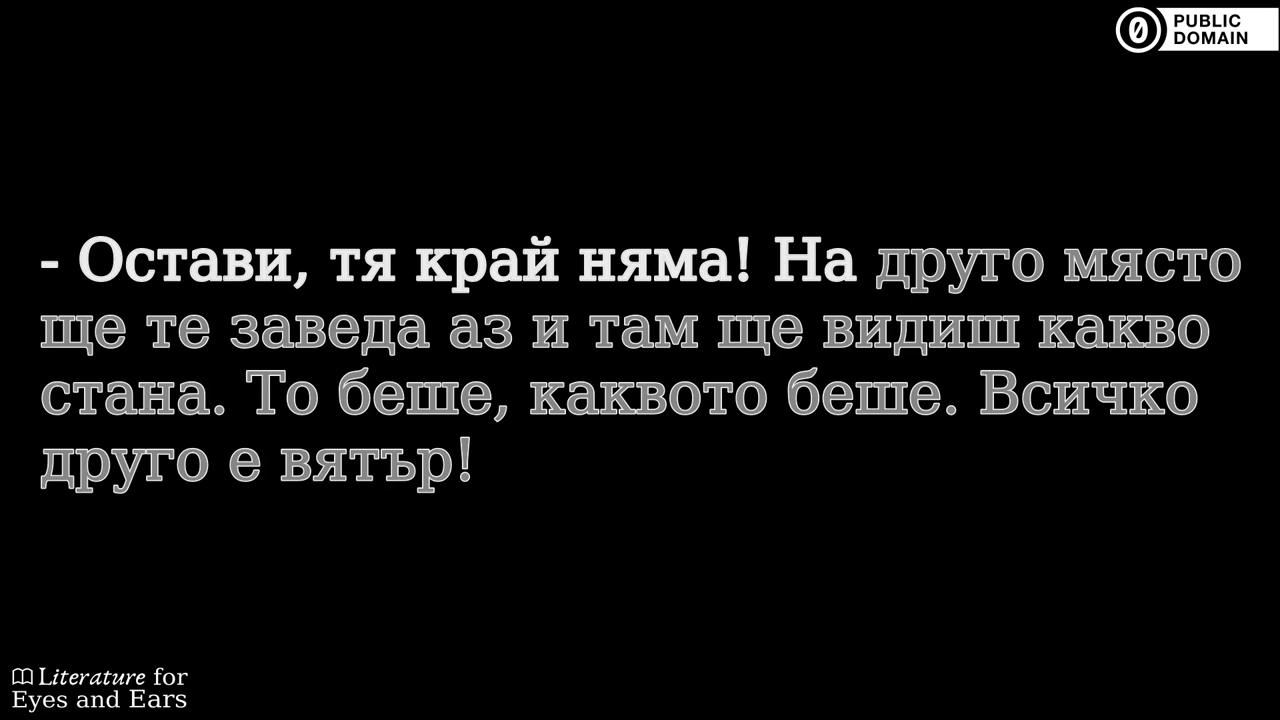 PUBLIC
DOMAIN
- Остави, тя край няма! На друго място
ще те заведа аз и там ще видиш какво
стана. То беше, каквото беше. Всичко
друго е вятър!
Literature for
Eyes and Ears